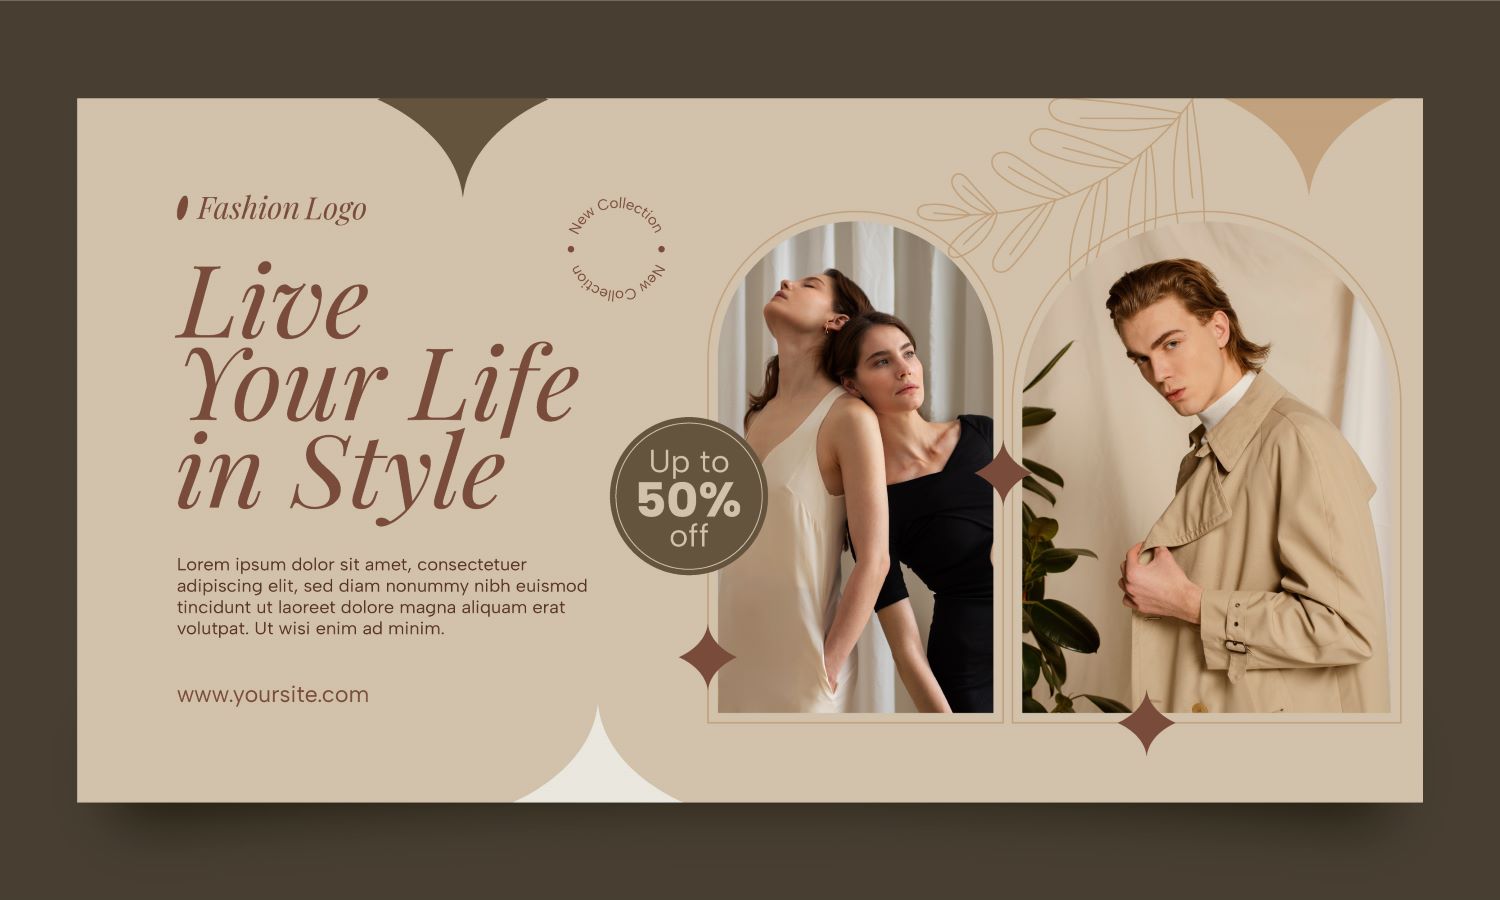 Fashion Logo
New Collection
New Collection
Live
Your Life
in Style
Up to
50%
off
Lorem ipsum dolor sit amet, consectetuer
adipiscing elit, sed diam nonummy nibh euismod
tincidunt ut laoreet dolore magna aliquam erat
volutpat. Ut wisi enim ad minim.
www.yoursite.com